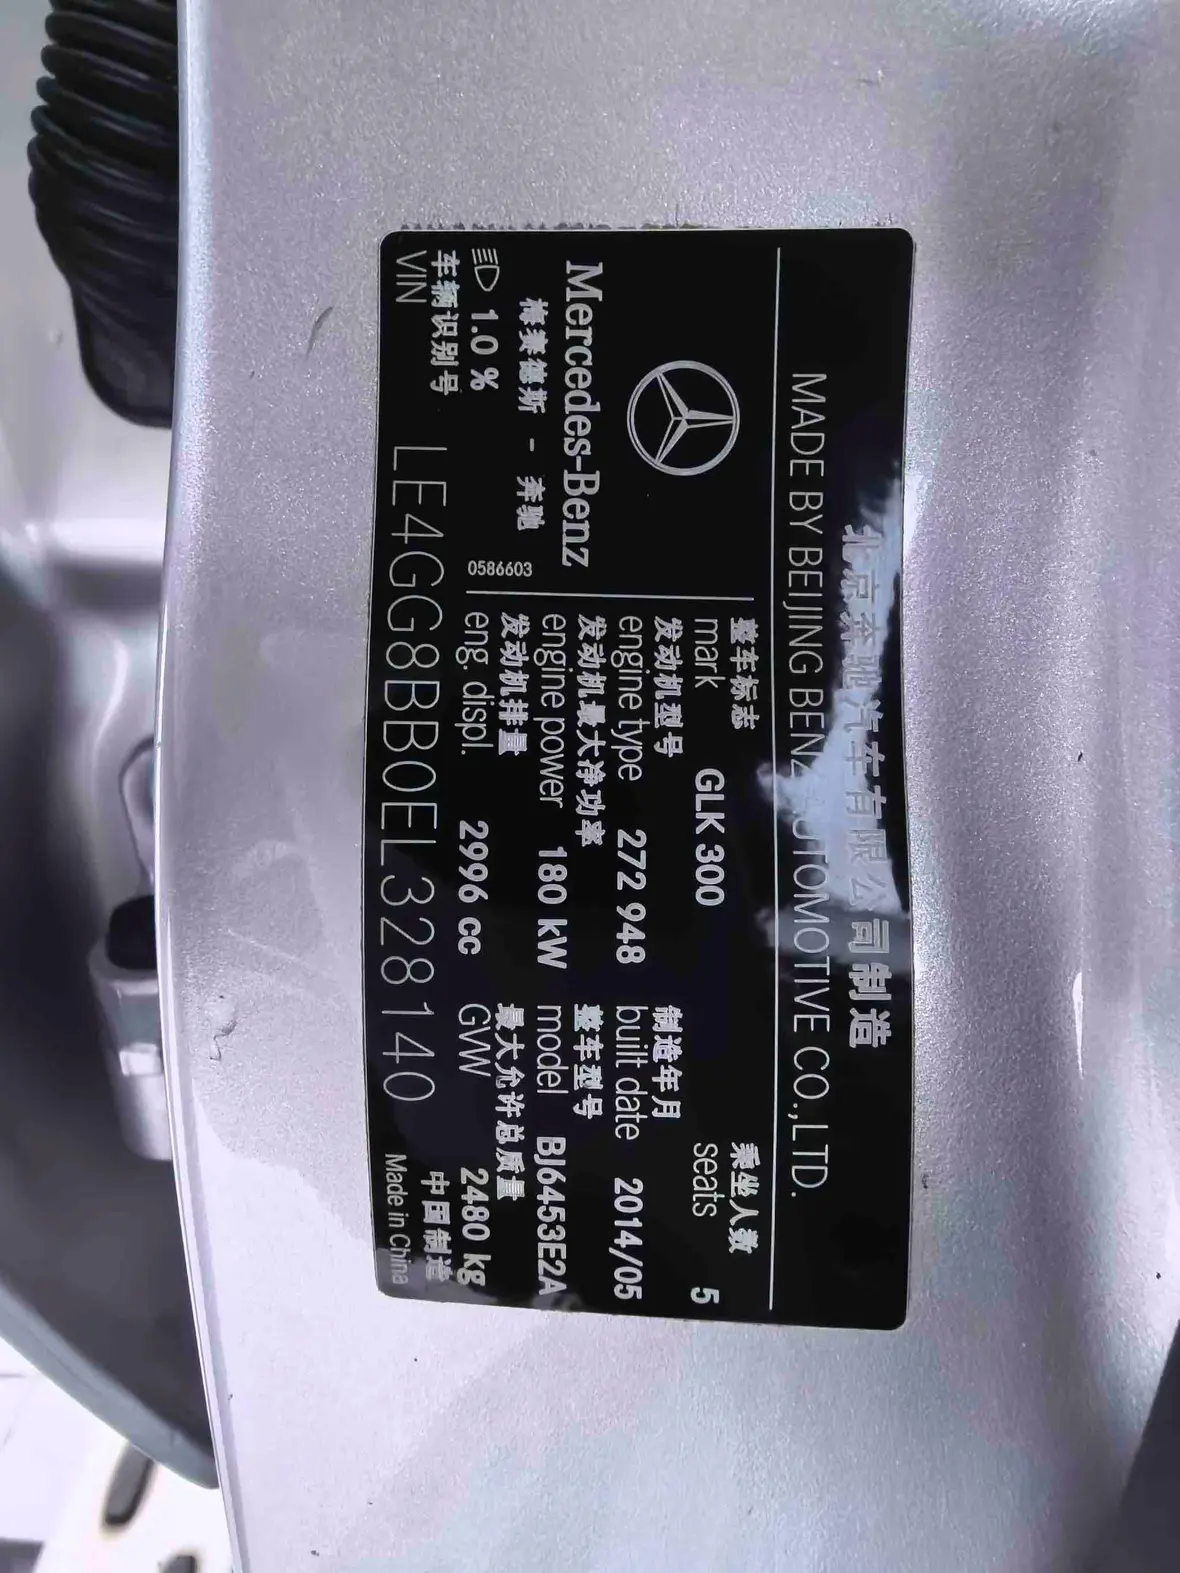 北京奔驰汽车有限公司制造
MADE BY BEIJING BENZ AUTOMOTIVE CO.,LTD.
Mercedes-Benz
梅赛德斯 - 奔驰
1.0 %
0586603
整车标志
mark GLK 300
乘坐人数
seats 5
发动机型号
engine type 272 948
制造年月
built date 2014/05
发动机最大净功率
engine power 180 kW
整车型号
model BJ6453E2A
发动机排量
eng. displ. 2996 cc
最大允许总质量
GVW 2480 kg
车辆识别号
VIN LE4GG8BB0EL328140
中国制造
Made in China